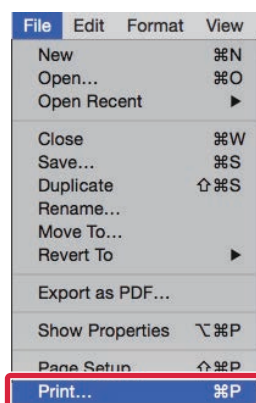 File Edit Format View
New ⌘N
Open... ⌘O
Open Recent ▶
Close ⌘W
Save... ⌘S
Duplicate ⇧⌘S
Rename...
Move To...
Revert To ▶
Export as PDF...
Show Properties ⌥⌘P
Page Setup ⇧⌘P
Print... ⌘P